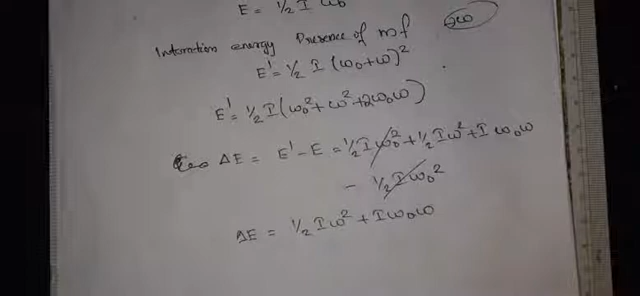 E = ½ I ω₀
Interaction energy Presence of mf
E' = ½ I (ω₀+ω)²
E' = ½ I (ω₀²+ω²+2ω₀ω)
ΔE = E' - E = ½ I ω₀² + ½ I ω² + I ω₀ω
- ½ I ω₀²
ΔE = ½ I ω² + I ω₀ω